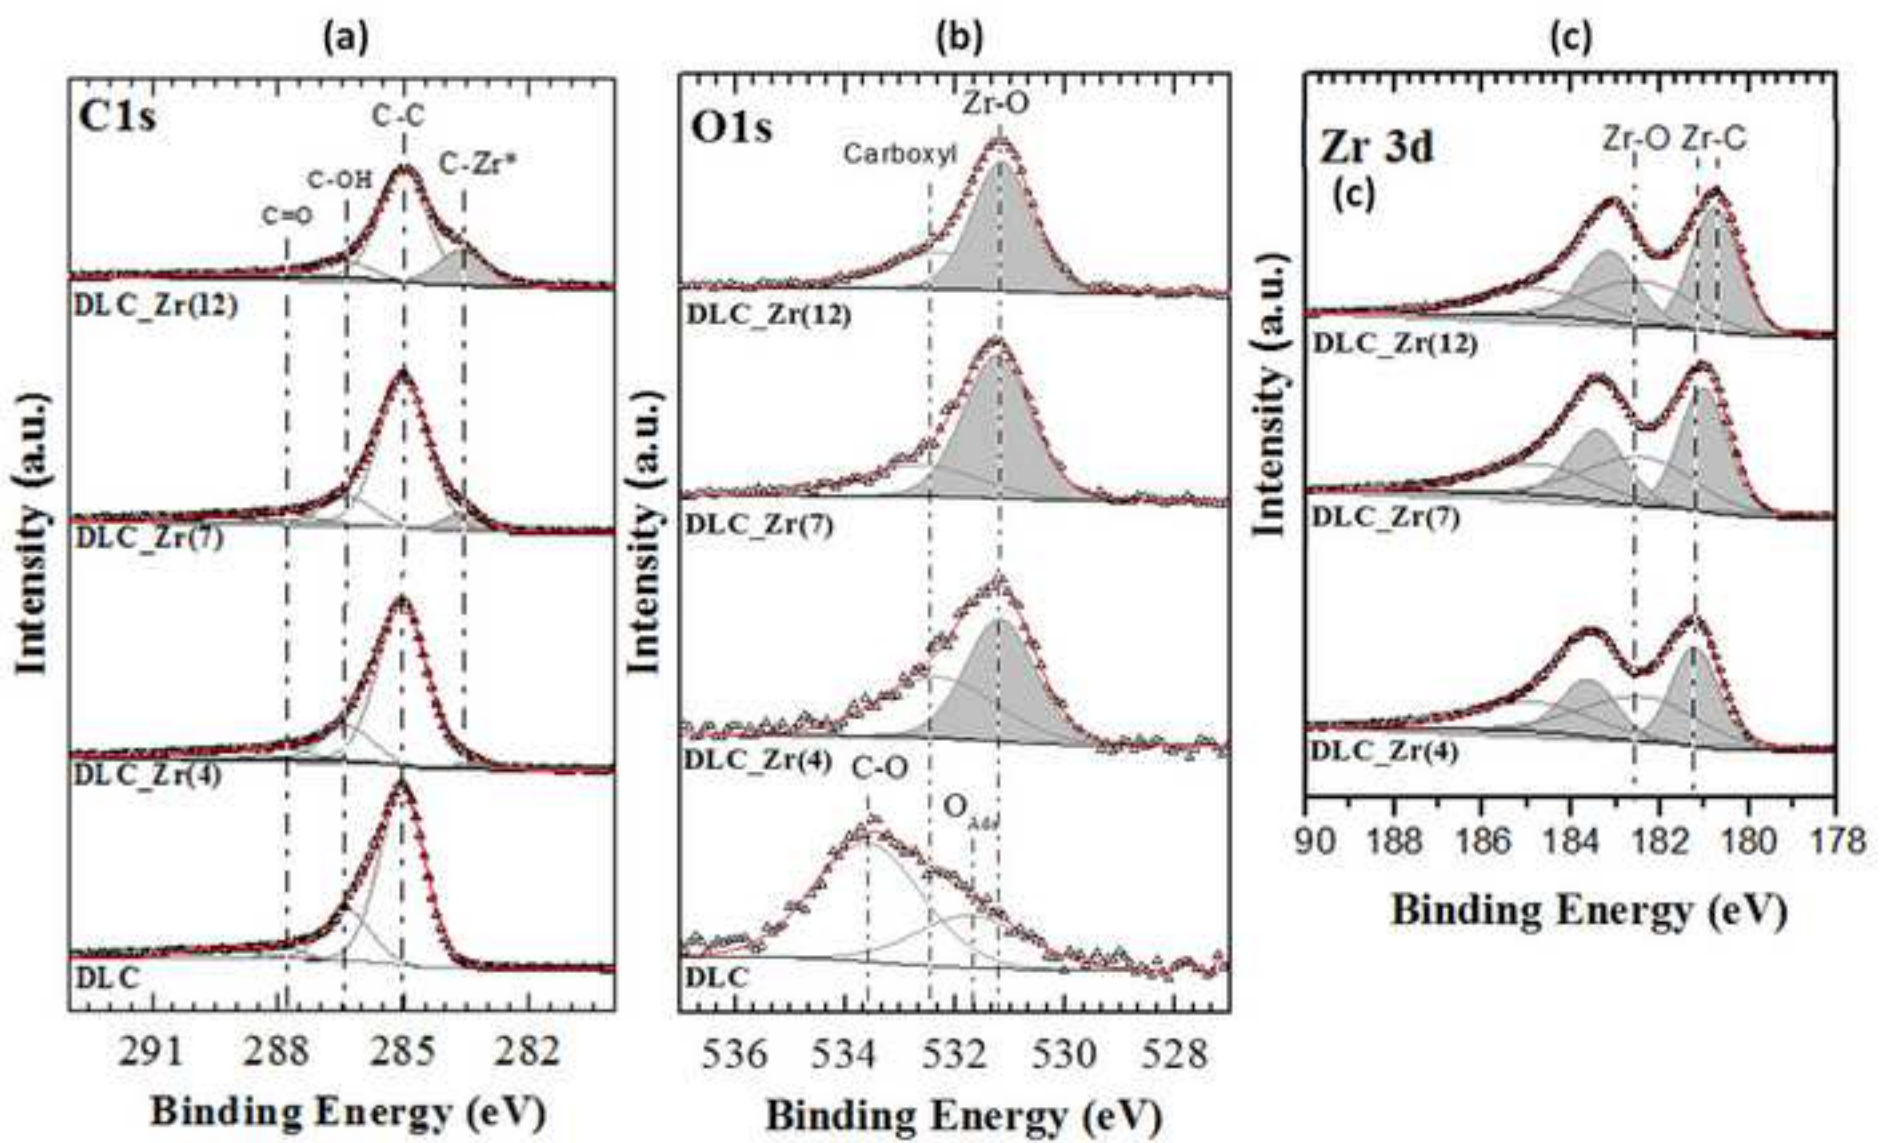 (a)
C1s
C-C
C-Zr*
C-OH
C=O
DLC_Zr(12)
DLC_Zr(7)
DLC_Zr(4)
DLC
Intensity (a.u.)
291 288 285 282
Binding Energy (eV)
(b)
O1s
Zr-O
Carboxyl
DLC_Zr(12)
DLC_Zr(7)
DLC_Zr(4)
C-O
O
DLC
Intensity (a.u.)
536 534 532 530 528
Binding Energy (eV)
(c)
Zr 3d
(c)
Zr-O Zr-C
DLC_Zr(12)
DLC_Zr(7)
DLC_Zr(4)
Intensity (a.u.)
90 188 186 184 182 180 178
Binding Energy (eV)